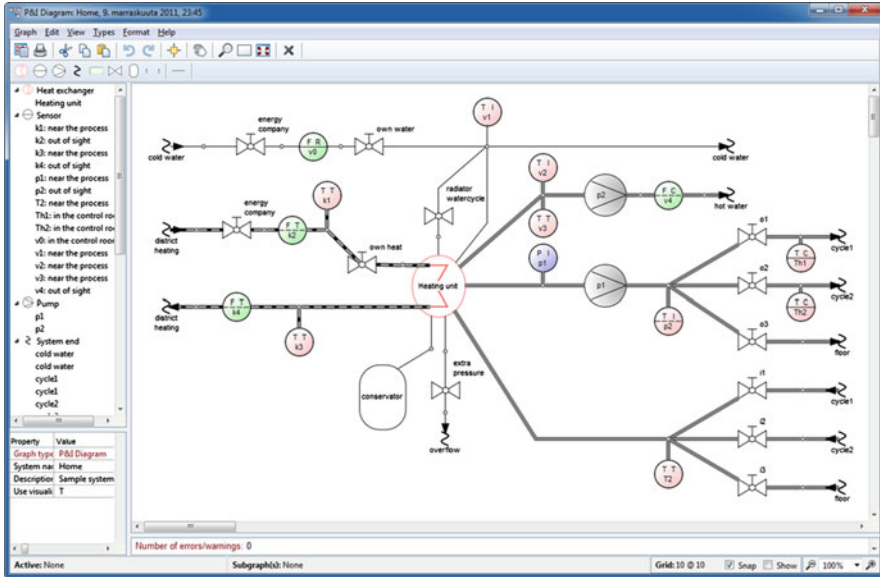 P&I Diagram: Home, 9. marraskuuta 2011, 23:45
Graph Edit View Types Format Help
Heat exchanger
Heating unit
Sensor
k1: near the process
k2: out of sight
k3: near the process
k4: out of sight
p1: near the process
p2: out of sight
T2: near the process
Th1: in the control roo
Th2: in the control roo
v0: in the control room
v1: near the process
v2: near the process
v3: near the process
v4: out of sight
Pump
p1
p2
System end
cold water
cold water
cycle1
cycle1
cycle2
Property Value
Graph type P&I Diagram
System nar Home
Description Sample system
Use visuali: T
cold water
energy company
F R
v0
own water
T I
v1
cold water
energy company
T T
k1
F T
k2
district heating
own heat
radiator watercycle
T I
v2
T I
v3
p2
F C
v4
hot water
P I
p1
Heating unit
p1
T I
p2
o1
cycle1
T C
Th1
o2
cycle2
T C
Th2
o3
floor
F T
k4
district heating
T T
k3
conservator
extra pressure
overflow
T T
T2
i1
cycle1
i2
cycle2
i3
floor
Number of errors/warnings: 0
Active: None
Subgraph(s): None
Grid: 10 @ 10
Snap
Show
100%